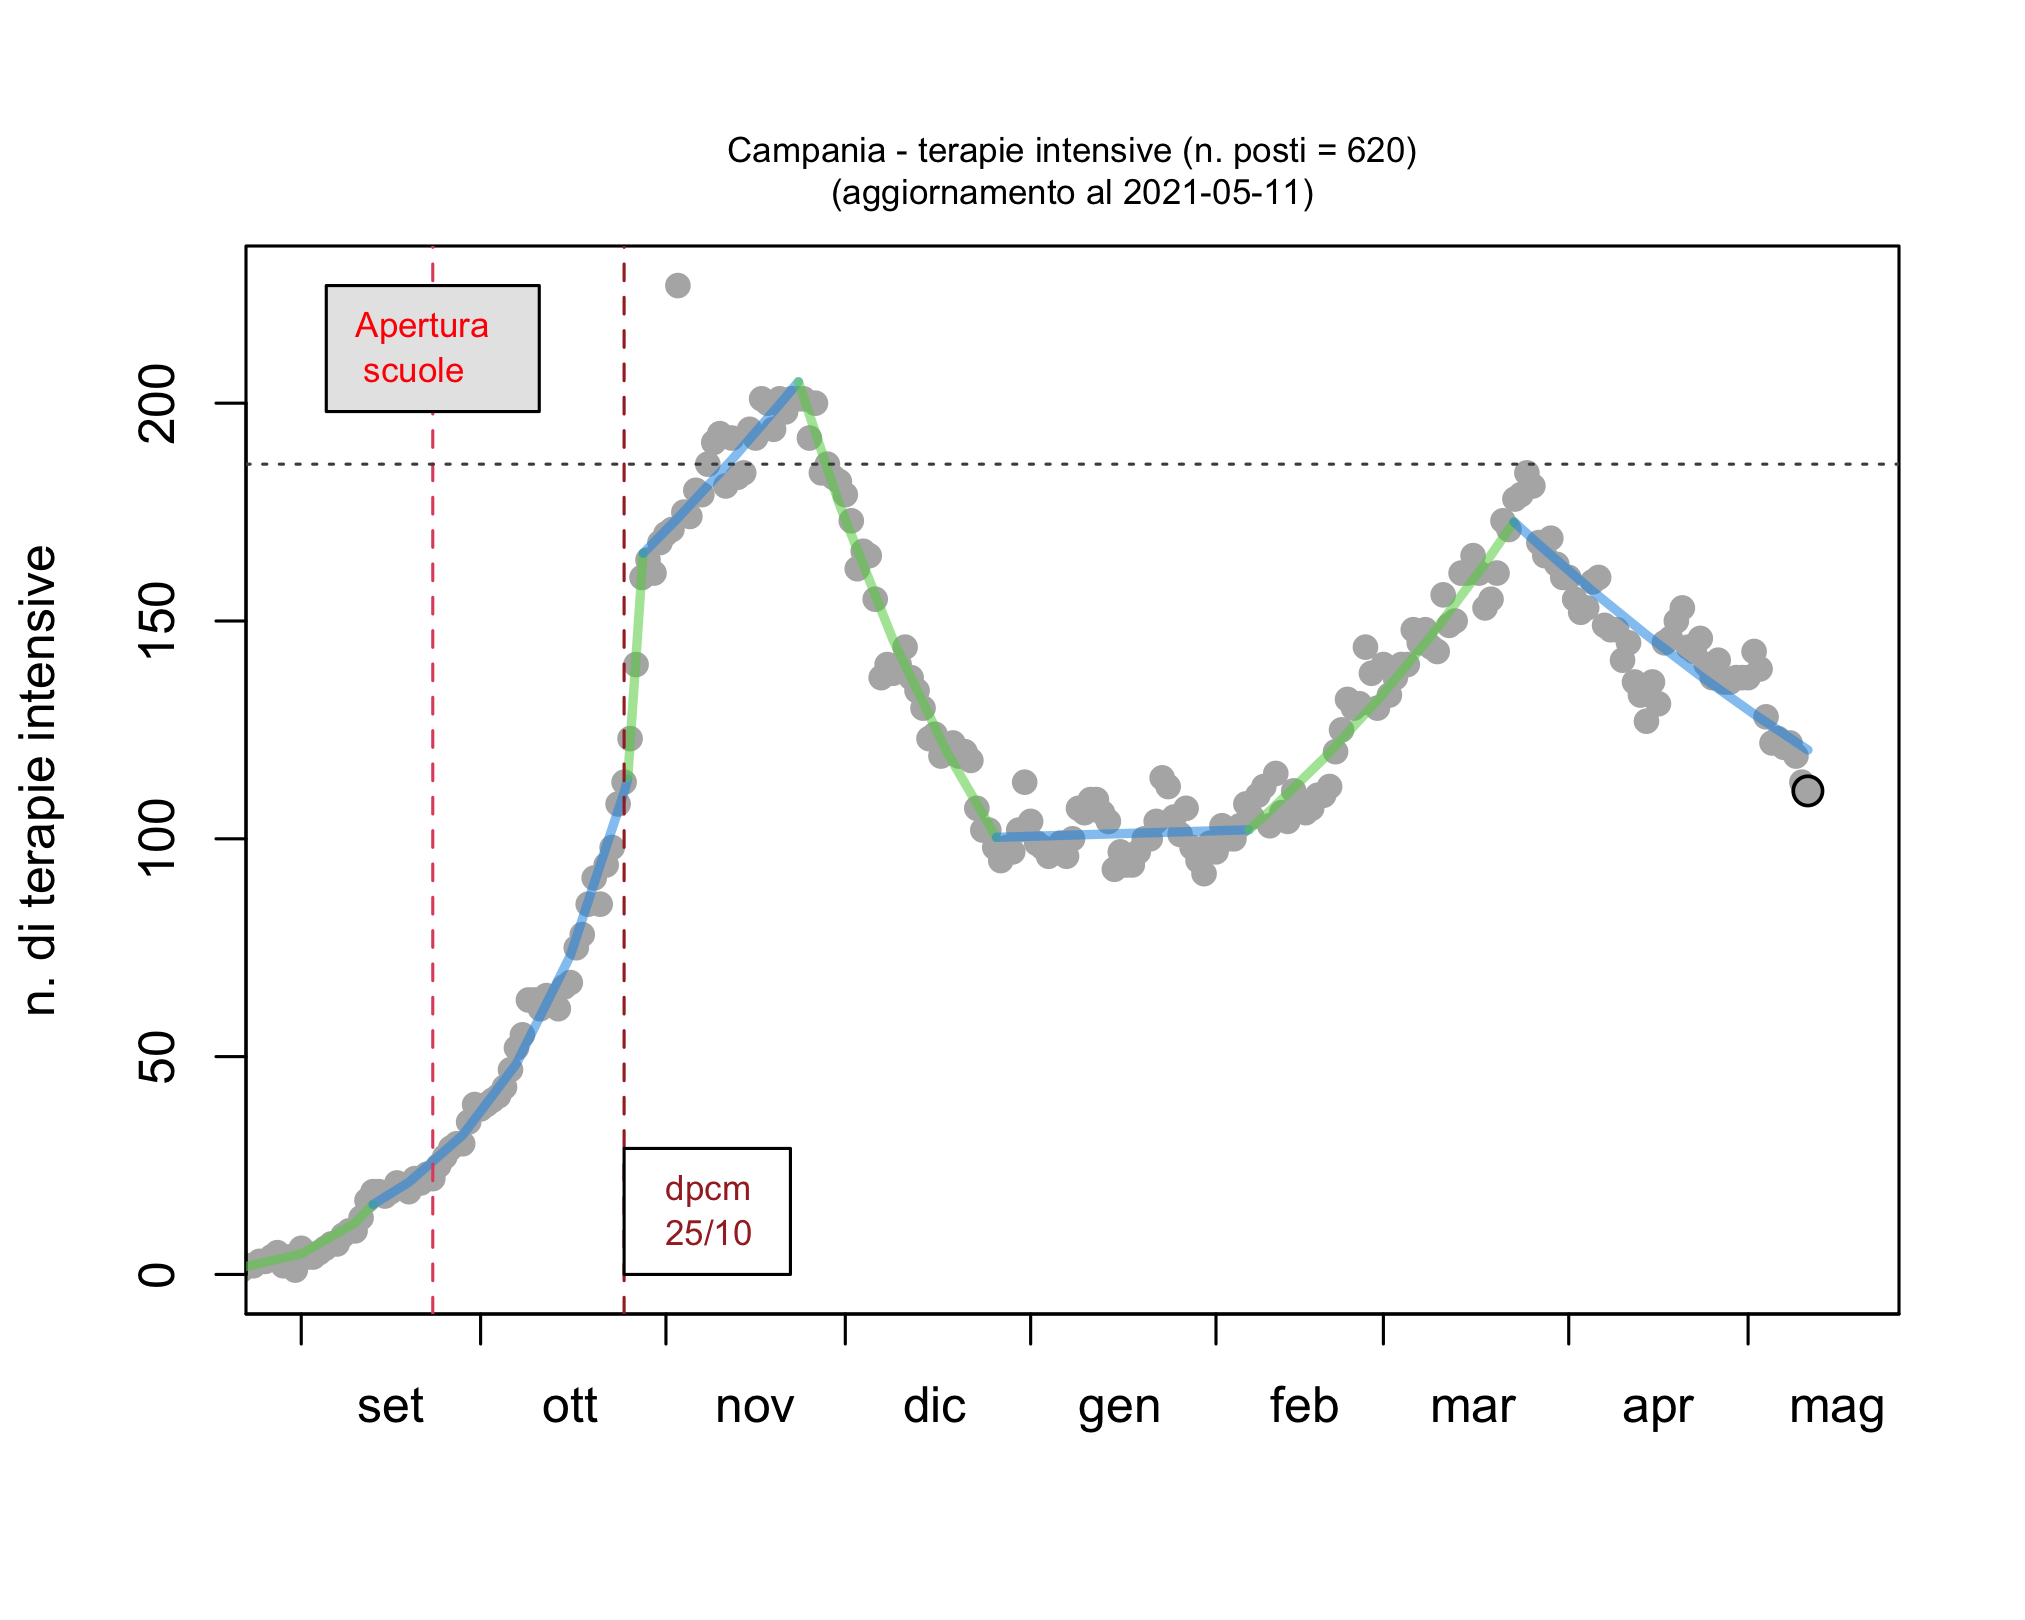 Campania - terapie intensive (n. posti = 620)
(aggiornamento al 2021-05-11)
Apertura
scuole
dpcm
25/10
n. di terapie intensive
200
150
100
50
0
set ott nov dic gen feb mar apr mag